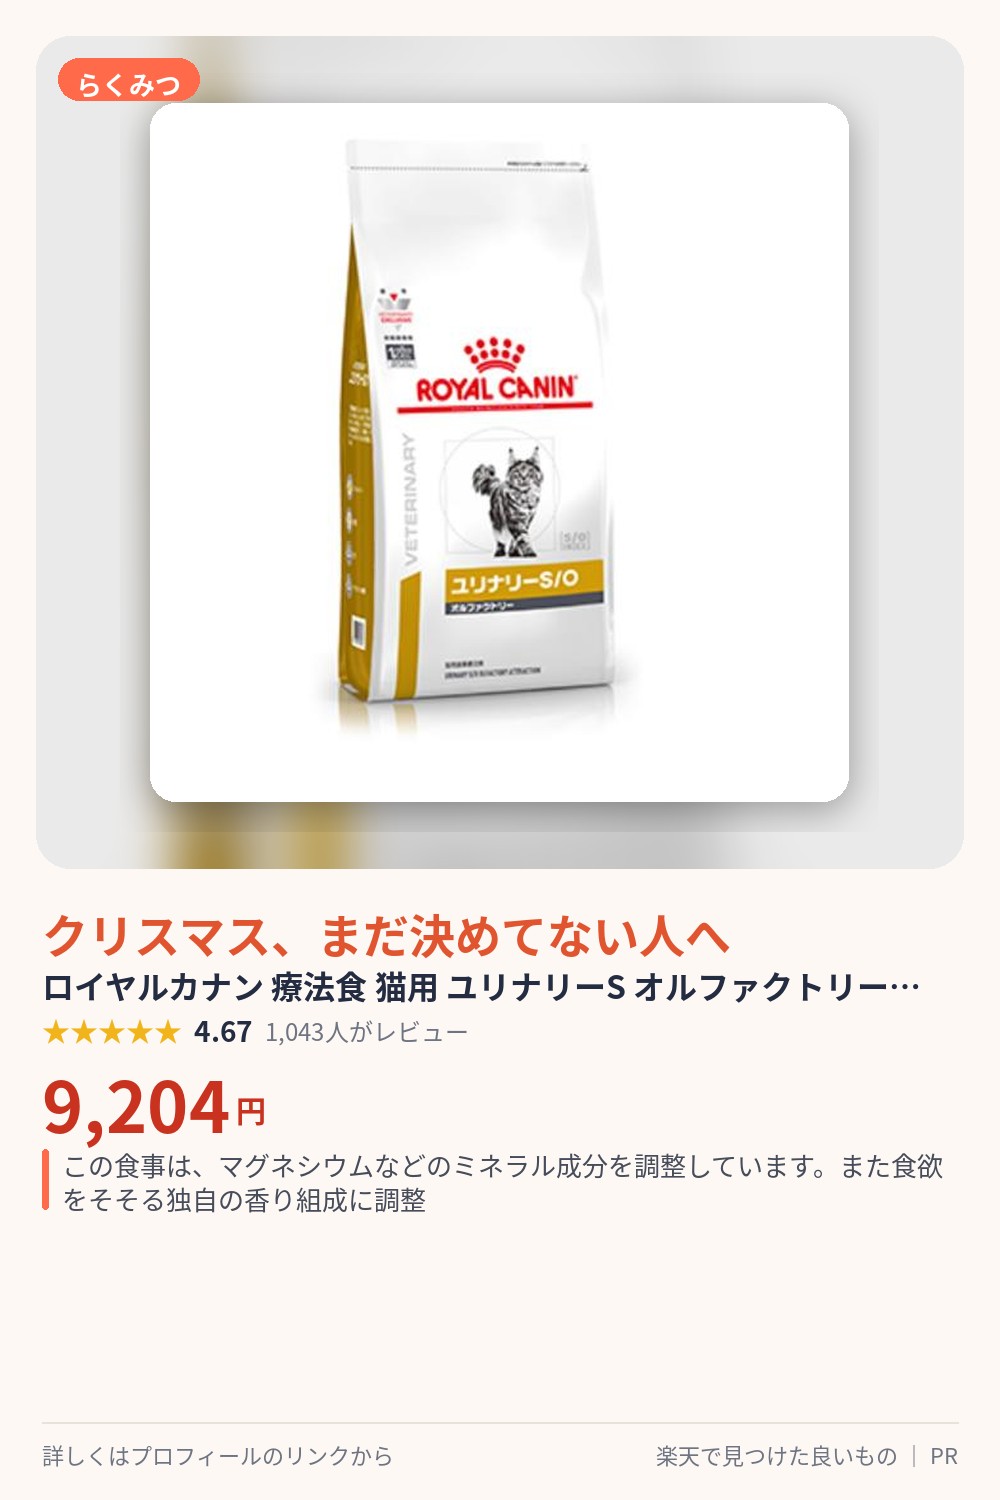 らくみつ
ROYAL CANIN
VETERINARY
S/O
INDEX
ユリナリーS/O
オルファクトリー
クリスマス、まだ決めてない人へ
ロイヤルカナン 療法食 猫用 ユリナリーS オルファクトリー…
★★★★★ 4.67 1,043人がレビュー
9,204円
この食事は、マグネシウムなどのミネラル成分を調整しています。また食欲
をそそる独自の香り組成に調整
詳しくはプロフィールのリンクから
楽天で見つけた良いもの | PR